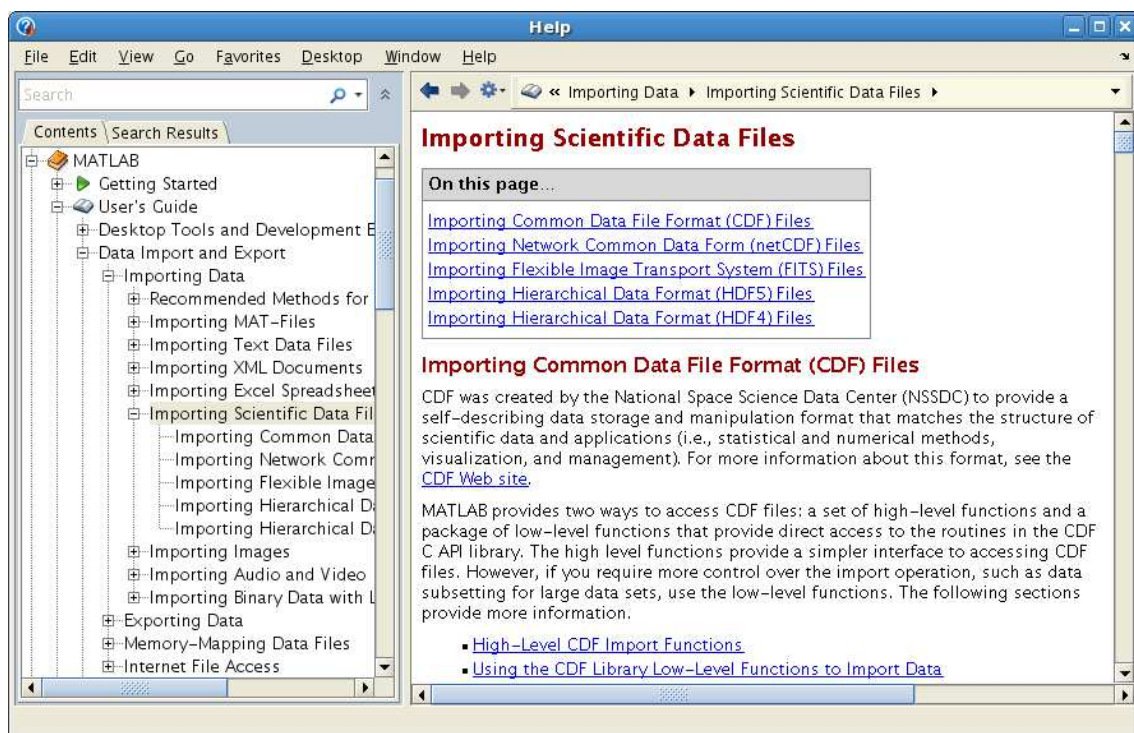 Help
File Edit View Go Favorites Desktop Window Help
Search
Contents Search Results
MATLAB
Getting Started
User's Guide
Desktop Tools and Development E
Data Import and Export
Importing Data
Recommended Methods for
Importing MAT-Files
Importing Text Data Files
Importing XML Documents
Importing Excel Spreadsheet
Importing Scientific Data Fil
Importing Common Data
Importing Network Comr
Importing Flexible Image
Importing Hierarchical D
Importing Hierarchical D
Importing Images
Importing Audio and Video
Importing Binary Data with L
Exporting Data
Memory-Mapping Data Files
Internet File Access
« Importing Data ▸ Importing Scientific Data Files ▸
Importing Scientific Data Files
On this page...
Importing Common Data File Format (CDF) Files
Importing Network Common Data Form (netCDF) Files
Importing Flexible Image Transport System (FITS) Files
Importing Hierarchical Data Format (HDF5) Files
Importing Hierarchical Data Format (HDF4) Files
Importing Common Data File Format (CDF) Files
CDF was created by the National Space Science Data Center (NSSDC) to provide a
self-describing data storage and manipulation format that matches the structure of
scientific data and applications (i.e., statistical and numerical methods,
visualization, and management). For more information about this format, see the
CDF Web site.
MATLAB provides two ways to access CDF files: a set of high-level functions and a
package of low-level functions that provide direct access to the routines in the CDF
C API library. The high level functions provide a simpler interface to accessing CDF
files. However, if you require more control over the import operation, such as data
subsetting for large data sets, use the low-level functions. The following sections
provide more information.
▪ High-Level CDF Import Functions
▪ Using the CDF Library Low-Level Functions to Import Data